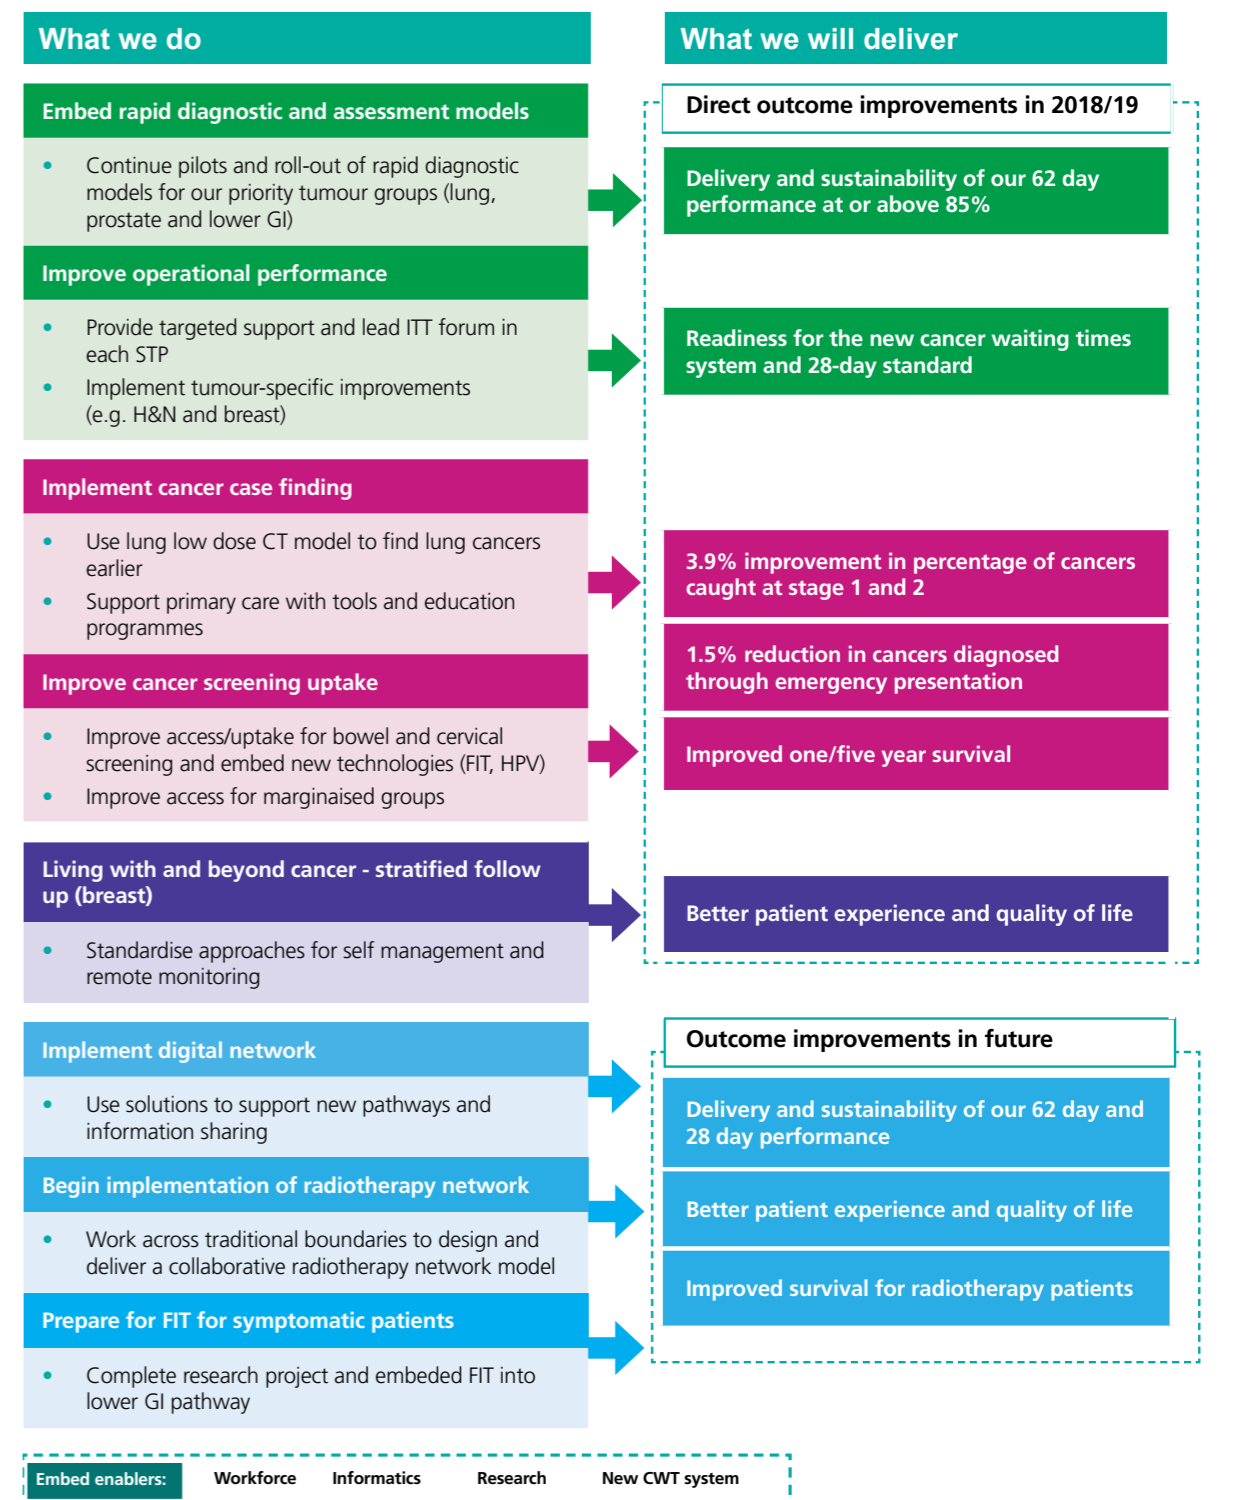 What we do
Embed rapid diagnostic and assessment models
• Continue pilots and roll-out of rapid diagnostic
models for our priority tumour groups (lung,
prostate and lower GI)
Improve operational performance
• Provide targeted support and lead ITT forum in
each STP
• Implement tumour-specific improvements
(e.g. H&N and breast)
Implement cancer case finding
• Use lung low dose CT model to find lung cancers
earlier
• Support primary care with tools and education
programmes
Improve cancer screening uptake
• Improve access/uptake for bowel and cervical
screening and embed new technologies (FIT, HPV)
• Improve access for marginaised groups
Living with and beyond cancer - stratified follow
up (breast)
• Standardise approaches for self management and
remote monitoring
Implement digital network
• Use solutions to support new pathways and
information sharing
Begin implementation of radiotherapy network
• Work across traditional boundaries to design and
deliver a collaborative radiotherapy network model
Prepare for FIT for symptomatic patients
• Complete research project and embeded FIT into
lower GI pathway
What we will deliver
Direct outcome improvements in 2018/19
Delivery and sustainability of our 62 day
performance at or above 85%
Readiness for the new cancer waiting times
system and 28-day standard
3.9% improvement in percentage of cancers
caught at stage 1 and 2
1.5% reduction in cancers diagnosed
through emergency presentation
Improved one/five year survival
Better patient experience and quality of life
Outcome improvements in future
Delivery and sustainability of our 62 day and
28 day performance
Better patient experience and quality of life
Improved survival for radiotherapy patients
Embed enablers: Workforce Informatics Research New CWT system